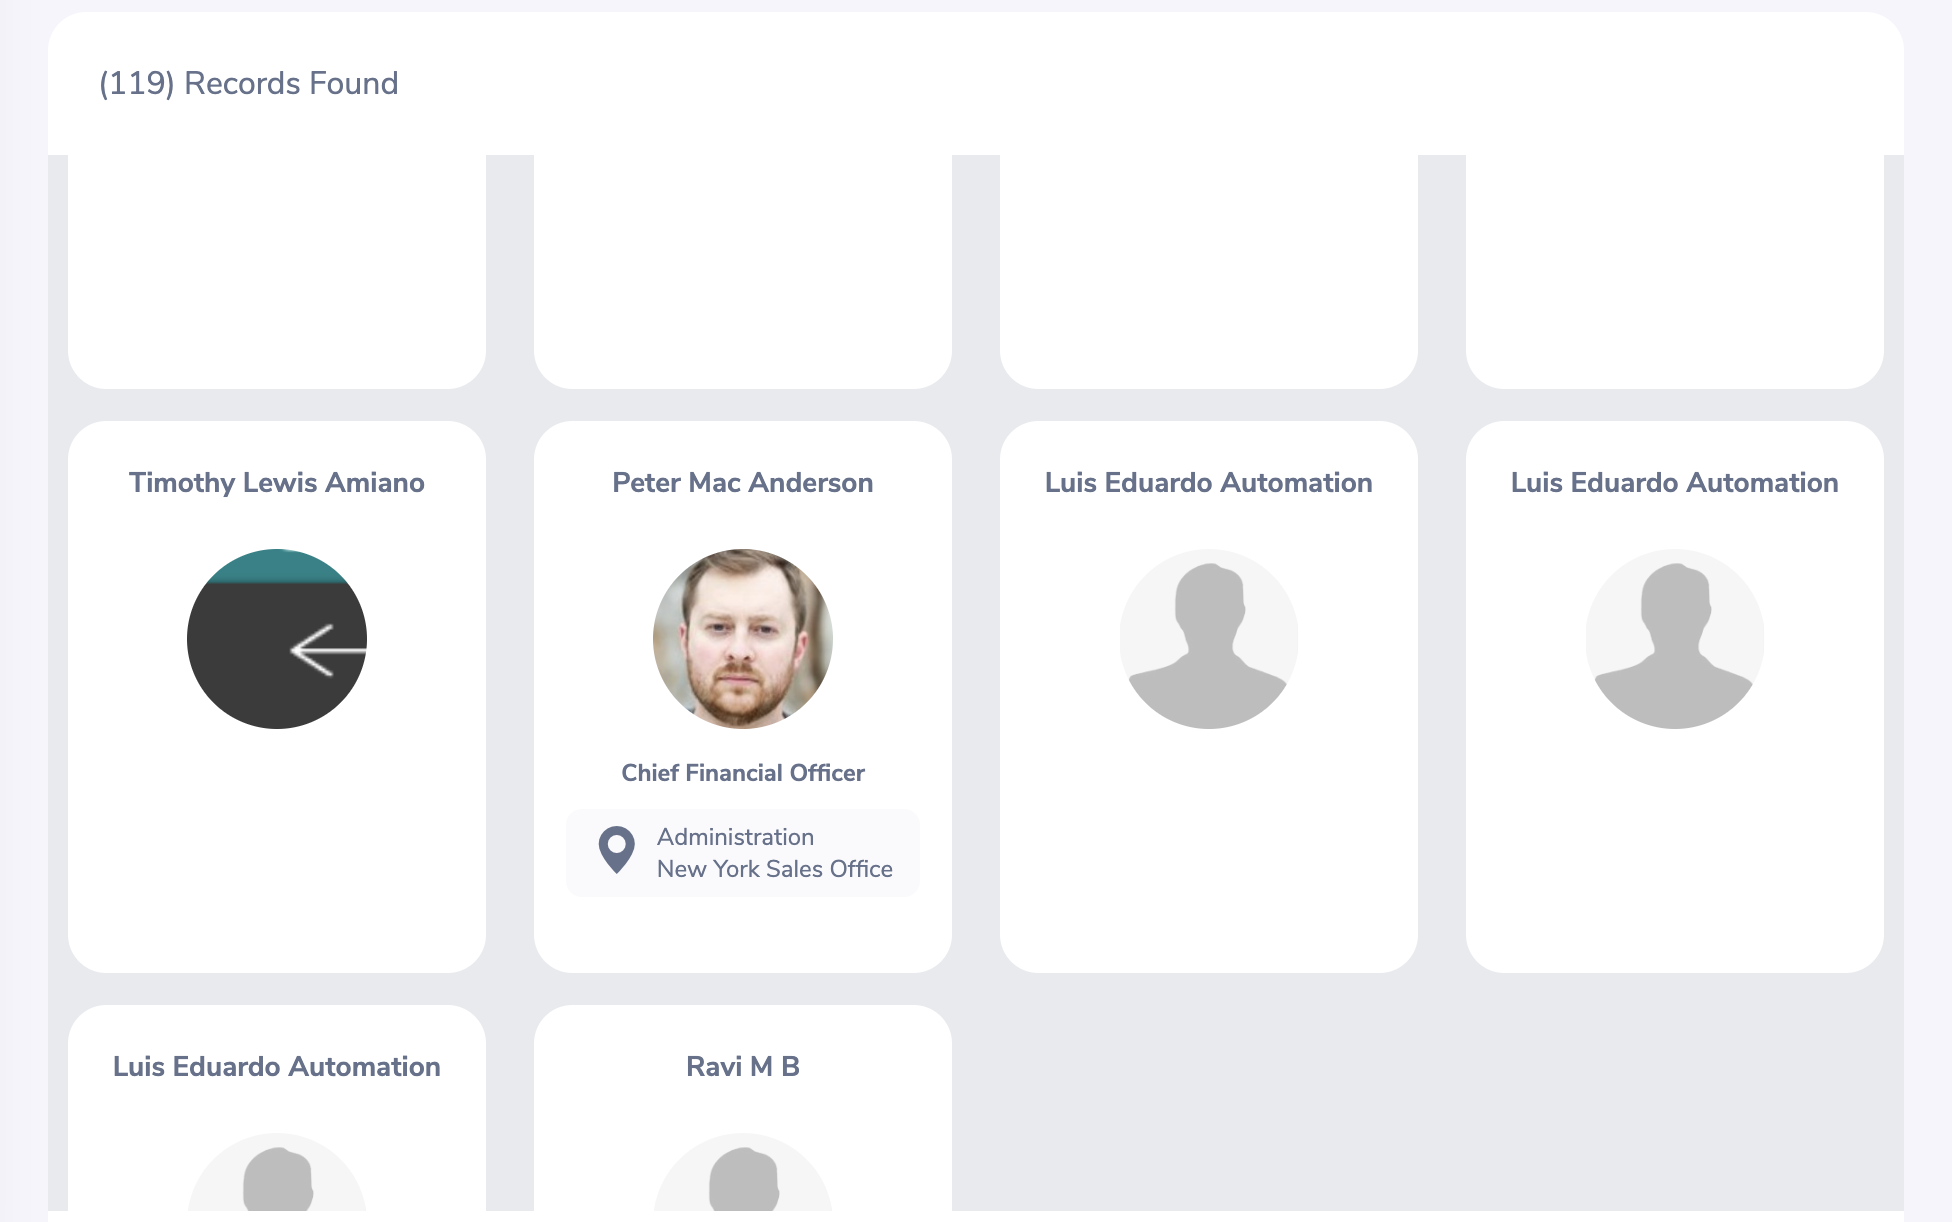 (119) Records Found
Timothy Lewis Amiano
Peter Mac Anderson
Chief Financial Officer
Administration
New York Sales Office
Luis Eduardo Automation
Luis Eduardo Automation
Luis Eduardo Automation
Ravi M B